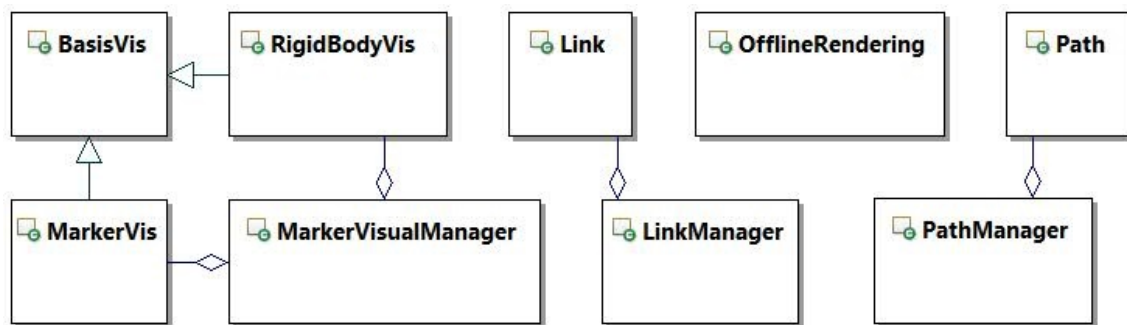 BasisVis
RigidBodyVis
Link
OfflineRendering
Path
MarkerVis
MarkerVisualManager
LinkManager
PathManager